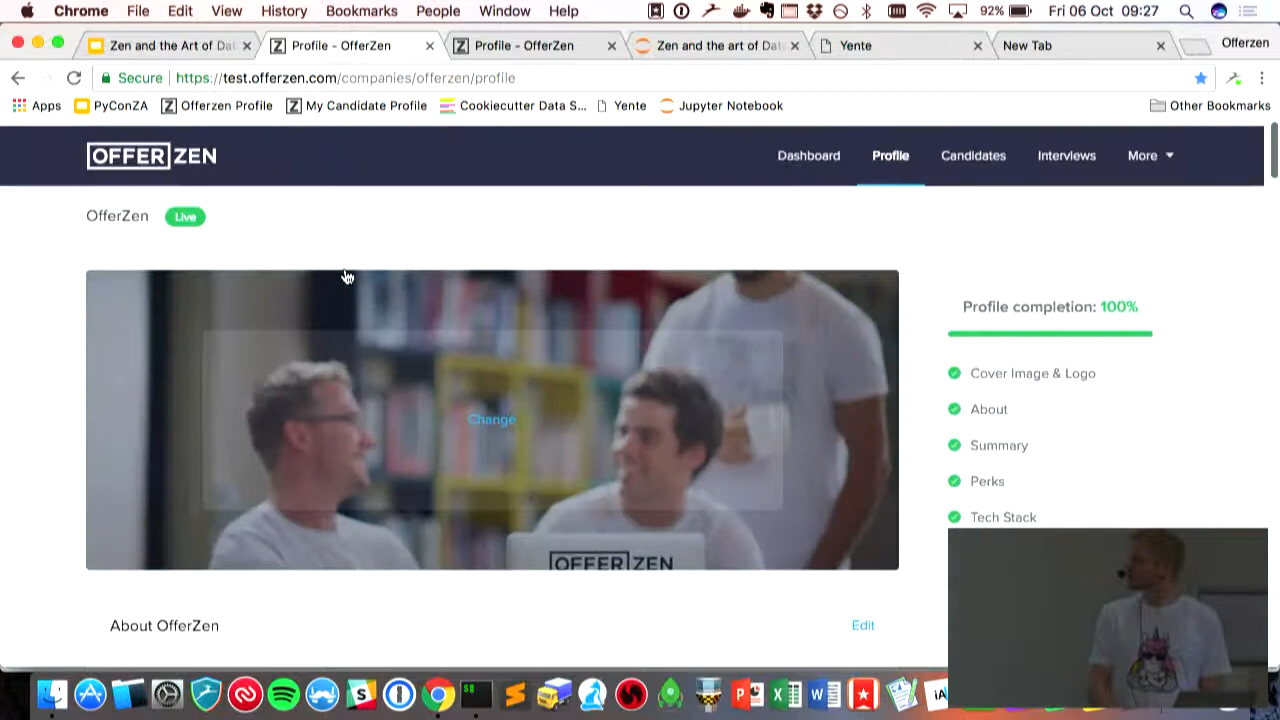 Chrome File Edit View History Bookmarks People Window Help 92% Fri 06 Oct 09:27
Zen and the Art of Da Profile - OfferZen Profile - OfferZen Zen and the art of Dat Yente New Tab Offerzen
Secure https://test.offerzen.com/companies/offerzen/profile
Apps PyConZA Offerzen Profile My Candidate Profile Cookiecutter Data S... Yente Jupyter Notebook Other Bookmarks
OFFER ZEN Dashboard Profile Candidates Interviews More
OfferZen Live
Profile completion: 100%
Cover Image & Logo
About
Change
Summary
Perks
Tech Stack
OFFER ZEN
About OfferZen Edit